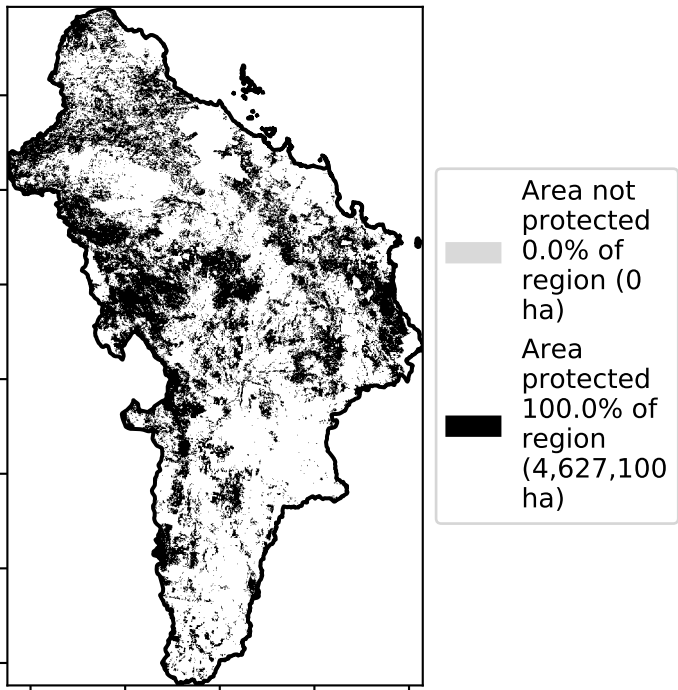 Area not
protected
0.0% of
region (0
ha)
Area
protected
100.0% of
region
(4,627,100
ha)